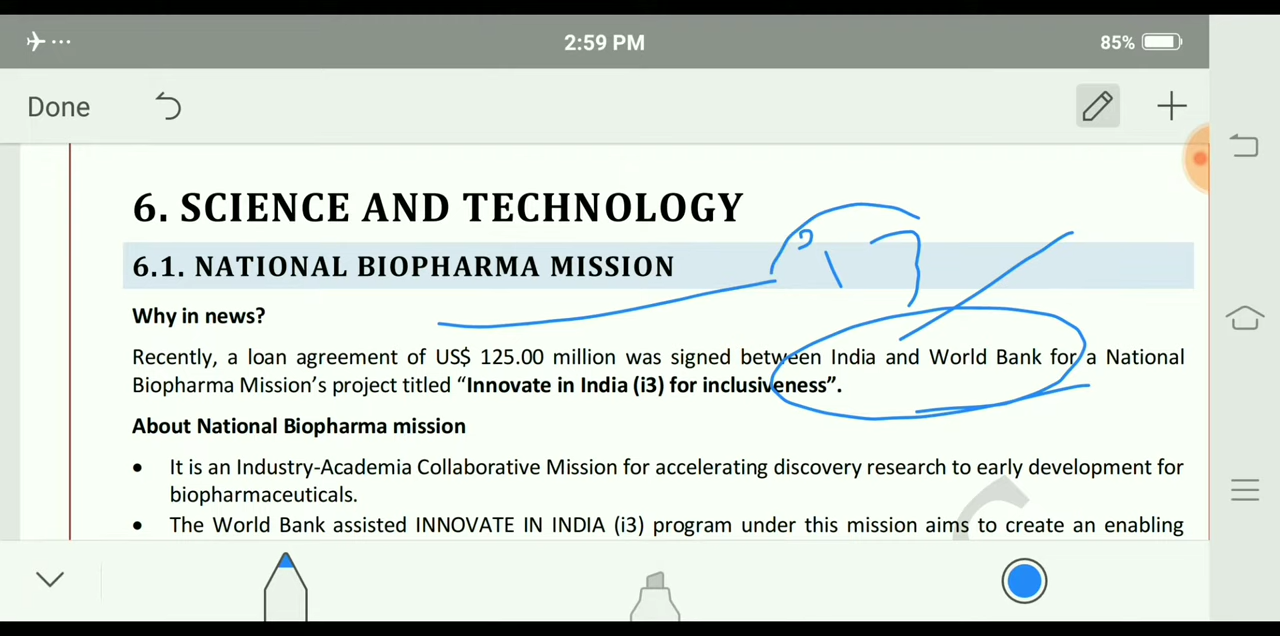 2:59 PM
85%
Done
6. SCIENCE AND TECHNOLOGY
6.1. NATIONAL BIOPHARMA MISSION
Why in news?
Recently, a loan agreement of US$ 125.00 million was signed between India and World Bank for a National
Biopharma Mission’s project titled “Innovate in India (i3) for inclusiveness”.
About National Biopharma mission
• It is an Industry-Academia Collaborative Mission for accelerating discovery research to early development for
biopharmaceuticals.
• The World Bank assisted INNOVATE IN INDIA (i3) program under this mission aims to create an enabling